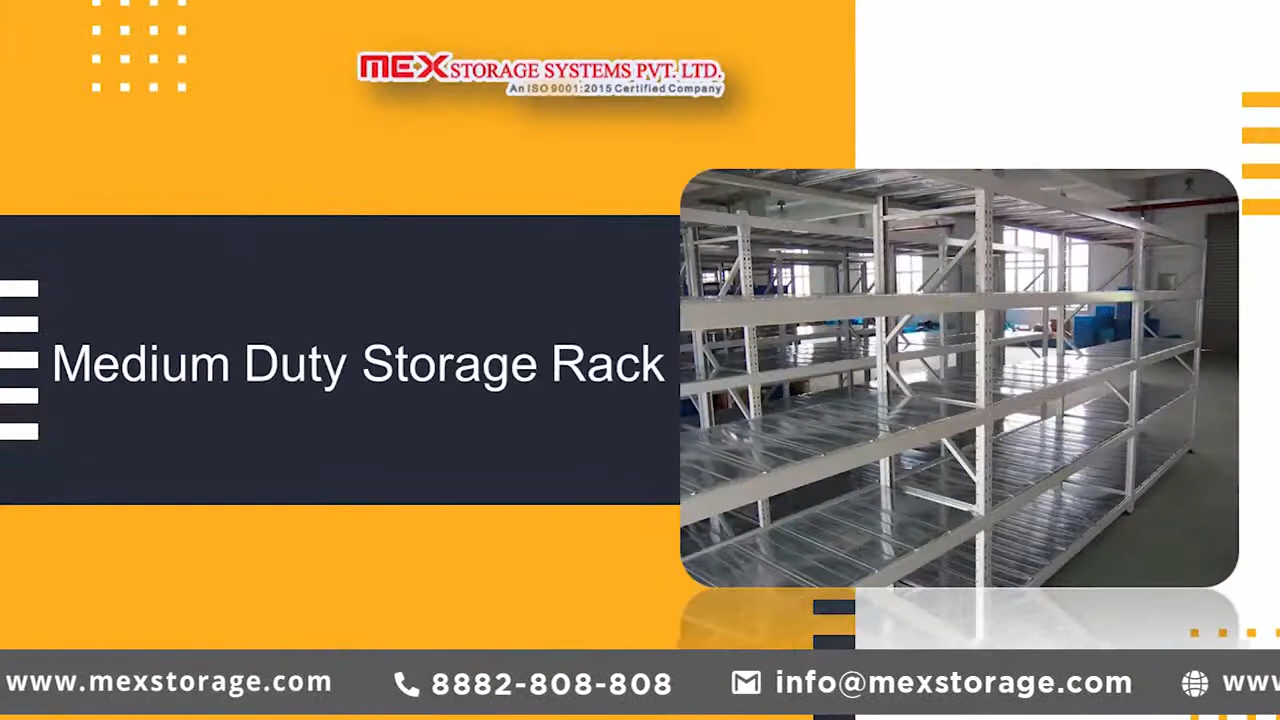 MEX STORAGE SYSTEMS PVT. LTD.
An ISO 9001:2015 Certified Company
Medium Duty Storage Rack
www.mexstorage.com 8882-808-808 info@mexstorage.com www